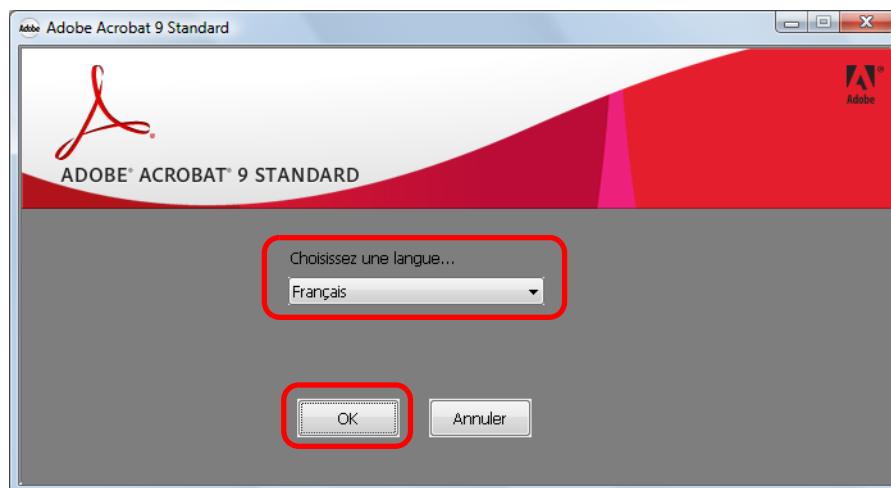 Adobe Adobe Acrobat 9 Standard
Adobe
ADOBE® ACROBAT® 9 STANDARD
Choisissez une langue...
Français
OK
Annuler